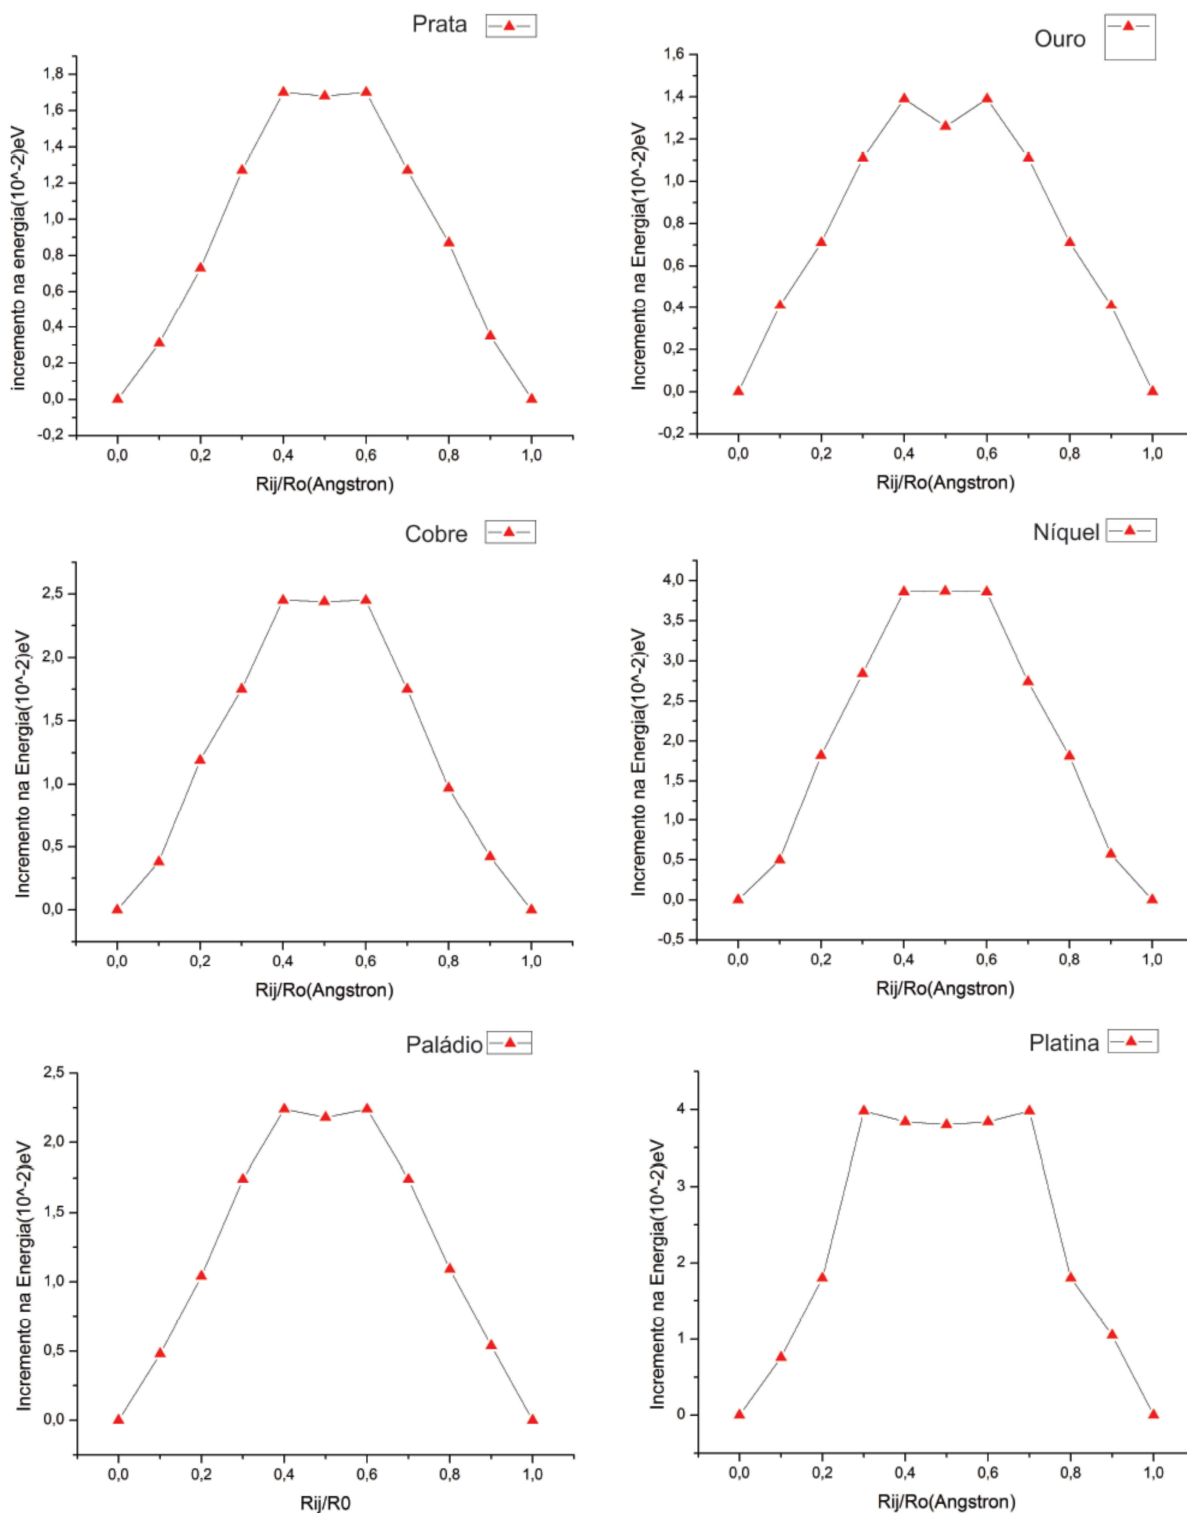 Prata
incremento na energia(10^-2)eV
1,8
1,6
1,4
1,2
1,0
0,8
0,6
0,4
0,2
0,0
-0,2
0,0 0,2 0,4 0,6 0,8 1,0
Rij/Ro(Angstron)
Ouro
Incremento na Energia(10^-2)eV
1,6
1,4
1,2
1,0
0,8
0,6
0,4
0,2
0,0
-0,2
0,0 0,2 0,4 0,6 0,8 1,0
Rij/Ro(Angstron)
Cobre
Incremento na Energia(10^-2)eV
2,5
2,0
1,5
1,0
0,5
0,0
0,0 0,2 0,4 0,6 0,8 1,0
Rij/Ro(Angstron)
Níquel
Incremento na Energia(10^-2)eV
4,0
3,5
3,0
2,5
2,0
1,5
1,0
0,5
0,0
-0,5
0,0 0,2 0,4 0,6 0,8 1,0
Rij/Ro(Angstron)
Paládio
Incremento na Energia(10^-2)eV
2,5
2,0
1,5
1,0
0,5
0,0
0,0 0,2 0,4 0,6 0,8 1,0
Rij/R0
Platina
Incremento na Energia(10^-2)eV
4
3
2
1
0
0,0 0,2 0,4 0,6 0,8 1,0
Rij/Ro(Angstron)